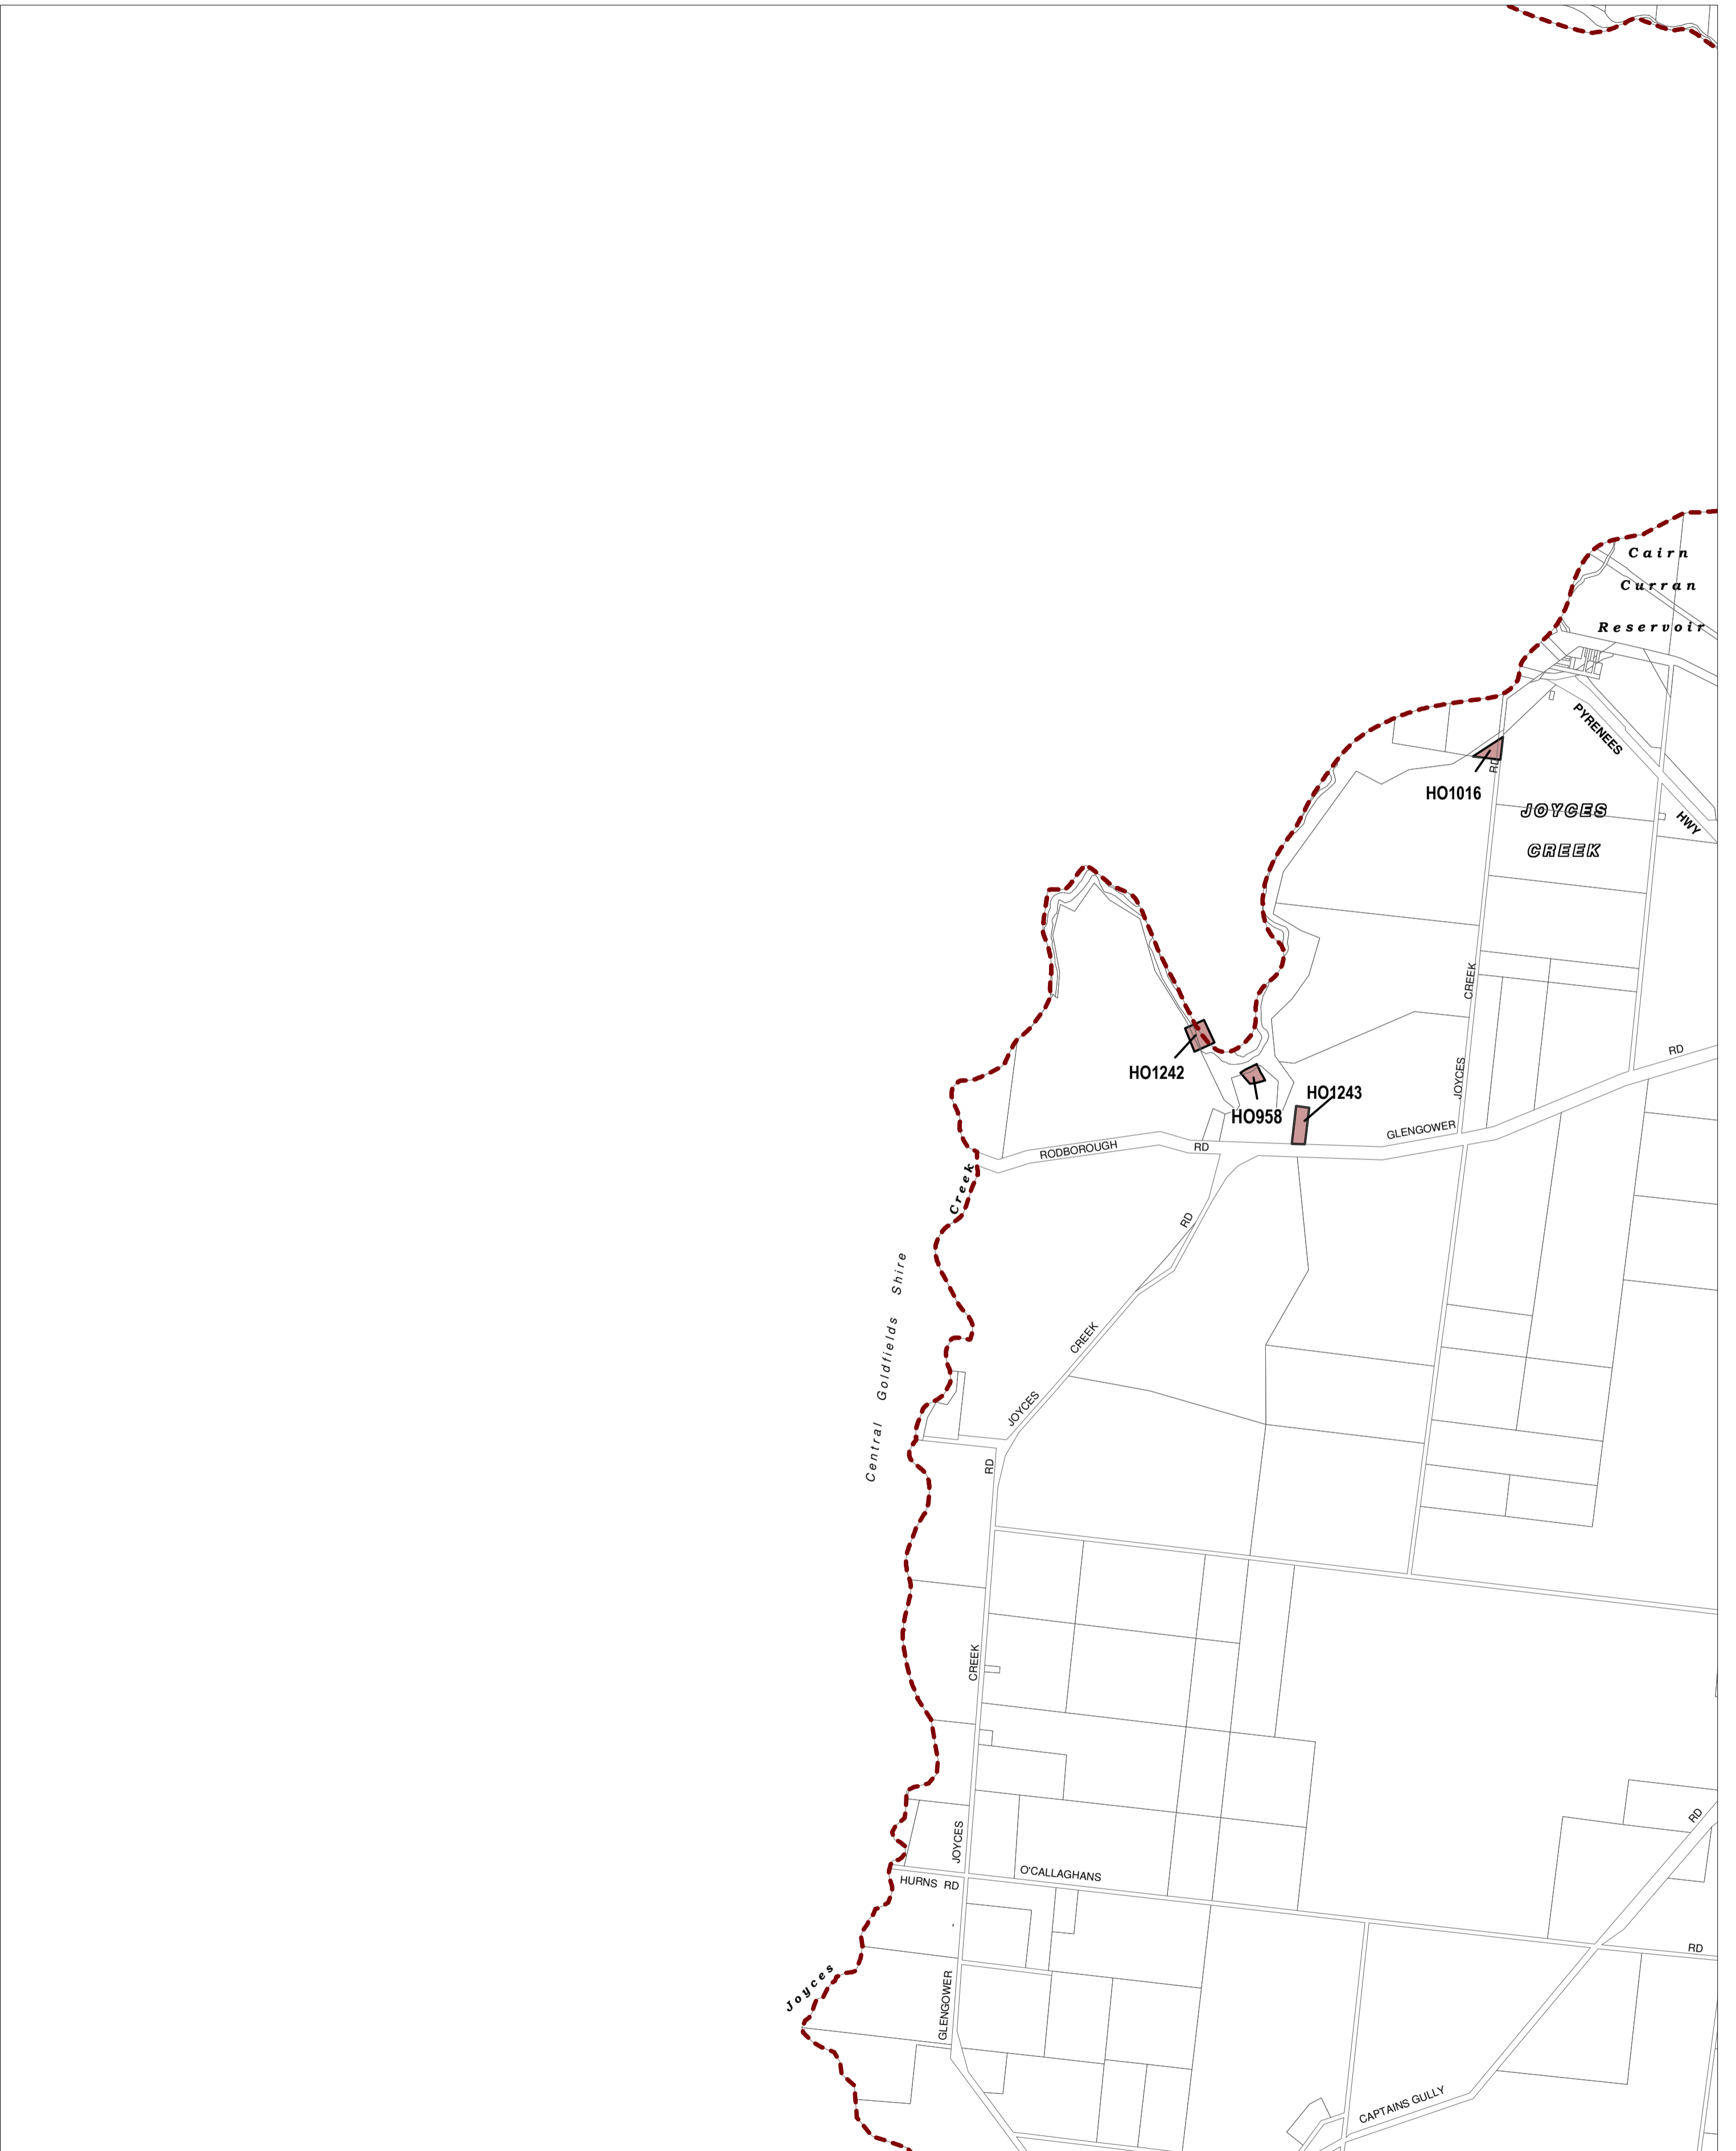 Cairn
Curran
Reservoir
PYRENEES
HWY
RD
HO1016
JOYCES
CREEK
CREEK
JOYCES
RD
HO1242
HO1243
HO958
GLENGOWER
RODBOROUGH
RD
Creek
RD
Central Goldfields Shire
CREEK
JOYCES
RD
CREEK
JOYCES
RD
O'CALLAGHANS
HURNS RD
RD
Joyces
GLENGOWER
CAPTAINS GULLY